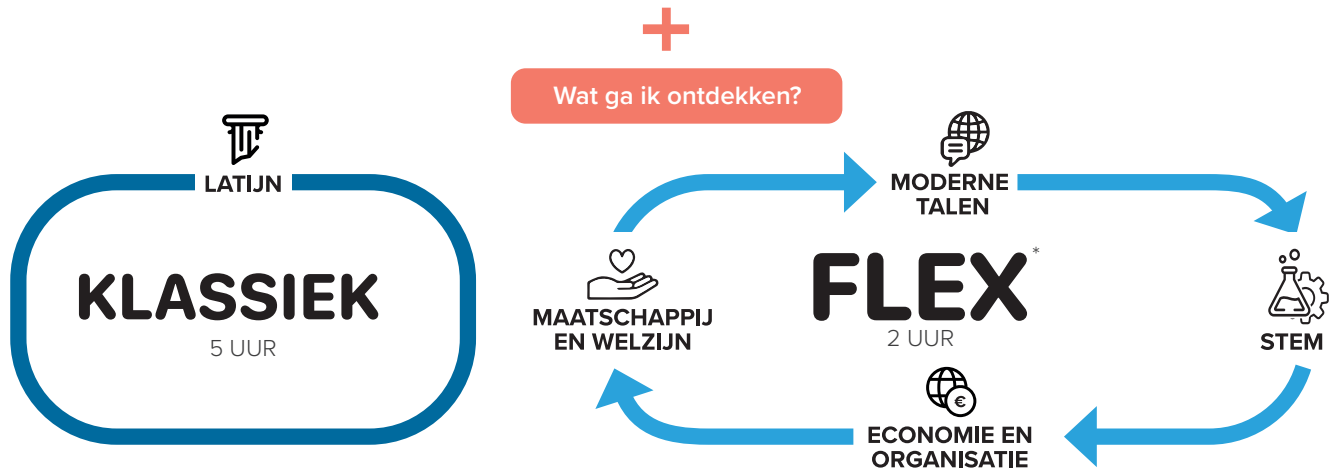 +
Wat ga ik ontdekken?
LATIJN
KLASSIEK
5 UUR
MODERNE
TALEN
MAATSCHAPPIJ
EN WELZIJN
FLEX*
2 UUR
STEM
€
ECONOMIE EN
ORGANISATIE